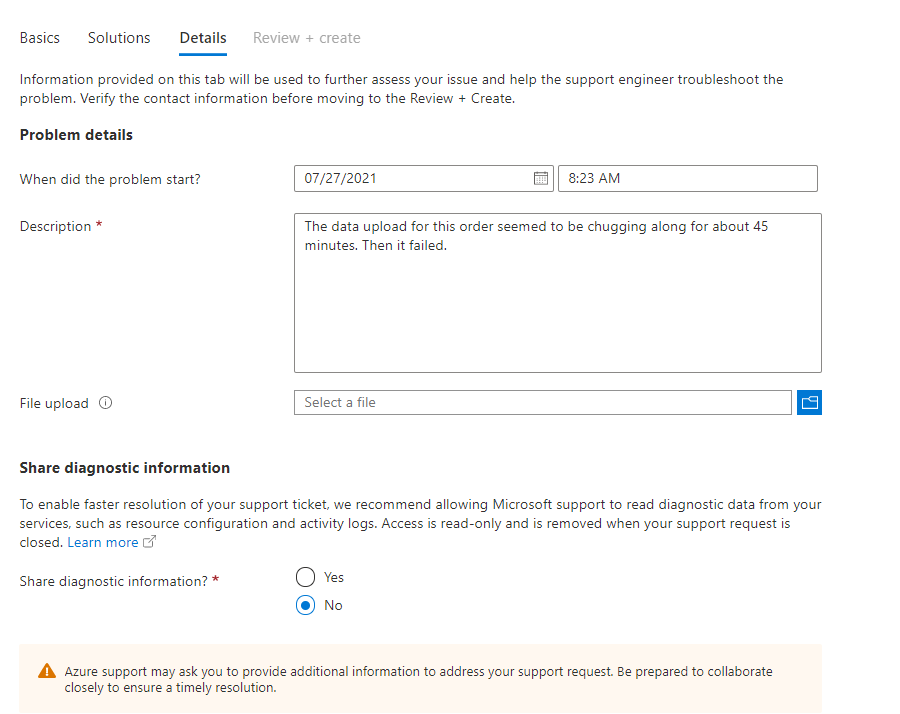 Basics Solutions Details Review + create
Information provided on this tab will be used to further assess your issue and help the support engineer troubleshoot the
problem. Verify the contact information before moving to the Review + Create.
Problem details
When did the problem start? 07/27/2021 8:23 AM
Description * The data upload for this order seemed to be chugging along for about 45
minutes. Then it failed.
File upload Select a file
Share diagnostic information
To enable faster resolution of your support ticket, we recommend allowing Microsoft support to read diagnostic data from your
services, such as resource configuration and activity logs. Access is read-only and is removed when your support request is
closed. Learn more
Share diagnostic information? * Yes
No
Azure support may ask you to provide additional information to address your support request. Be prepared to collaborate
closely to ensure a timely resolution.